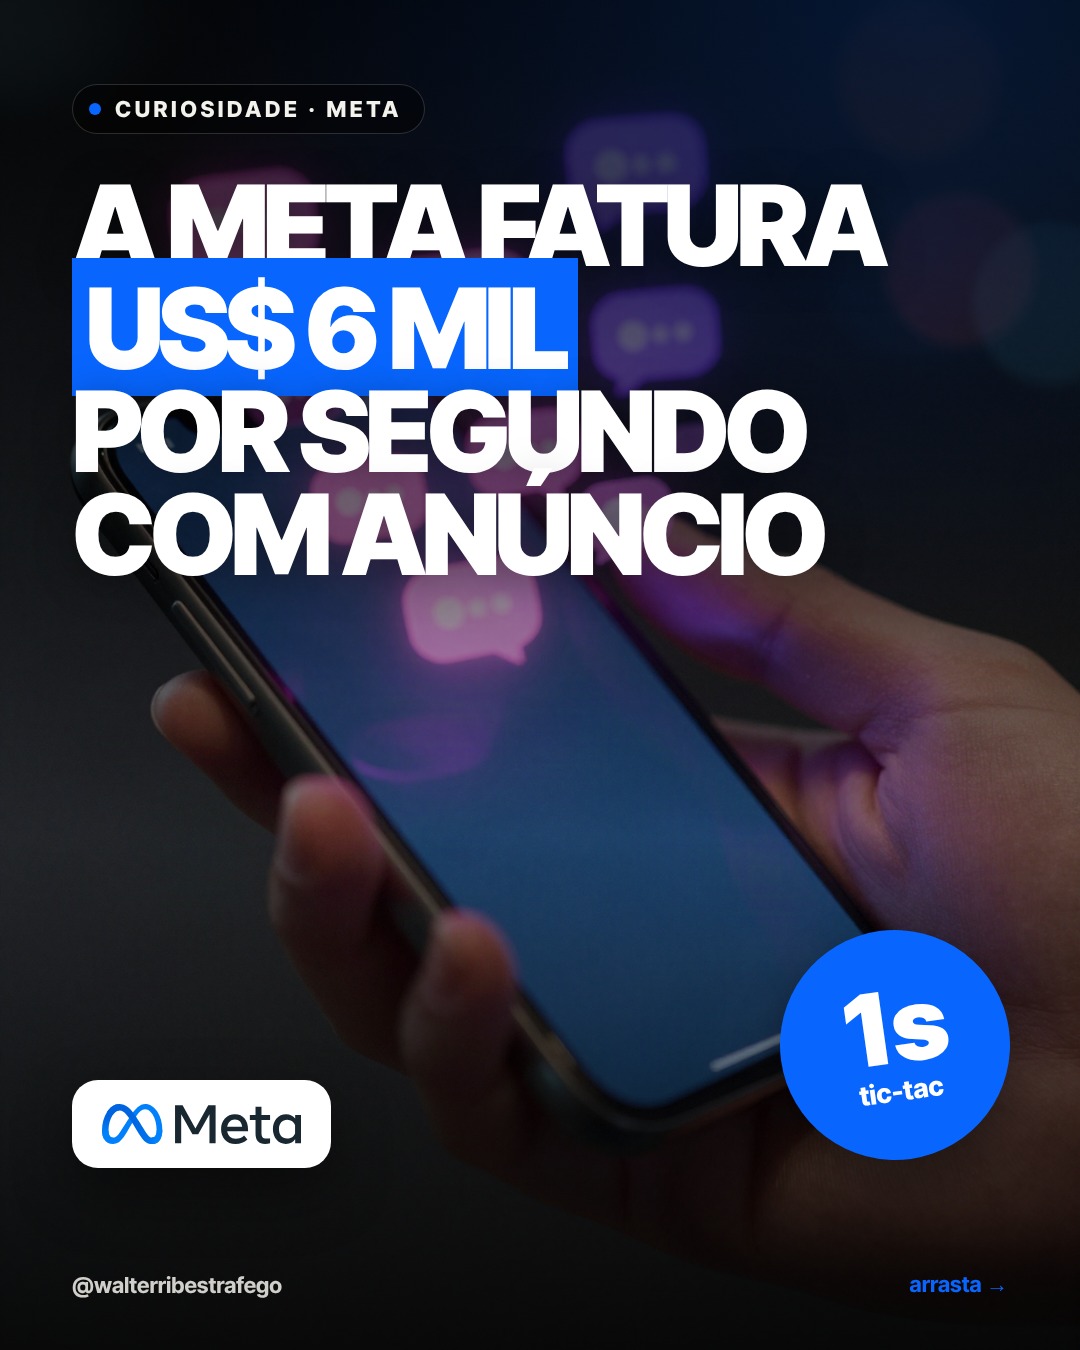 CURIOSIDADE · META
A META FATURA
US$ 6 MIL
POR SEGUNDO
COM ANÚNCIO
1s
tic-tac
Meta
@walterribestrafego
arrasta →